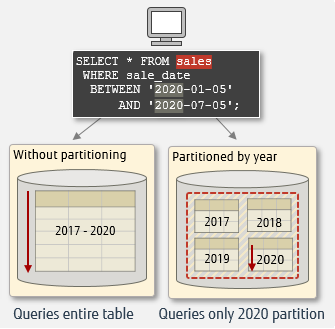 SELECT * FROM sales
WHERE sale_date
BETWEEN '2020-01-05'
AND '2020-07-05';
Without partitioning
2017 - 2020
Queries entire table
Partitioned by year
2017
2018
2019
2020
Queries only 2020 partition